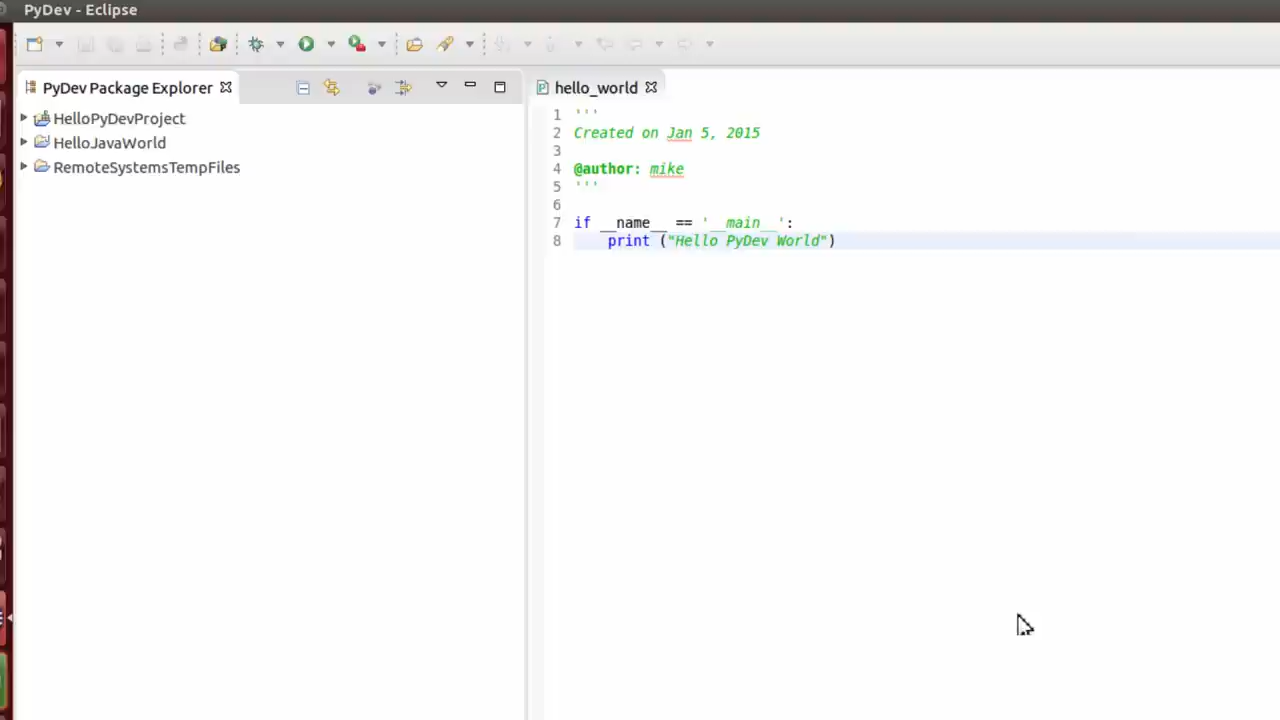 PyDev - Eclipse
PyDev Package Explorer
HelloPyDevProject
HelloJavaWorld
RemoteSystemsTempFiles
hello_world
1 '''
2 Created on Jan 5, 2015
3
4 @author: mike
5 '''
6
7 if __name__ == '__main__':
8 print ("Hello PyDev World")